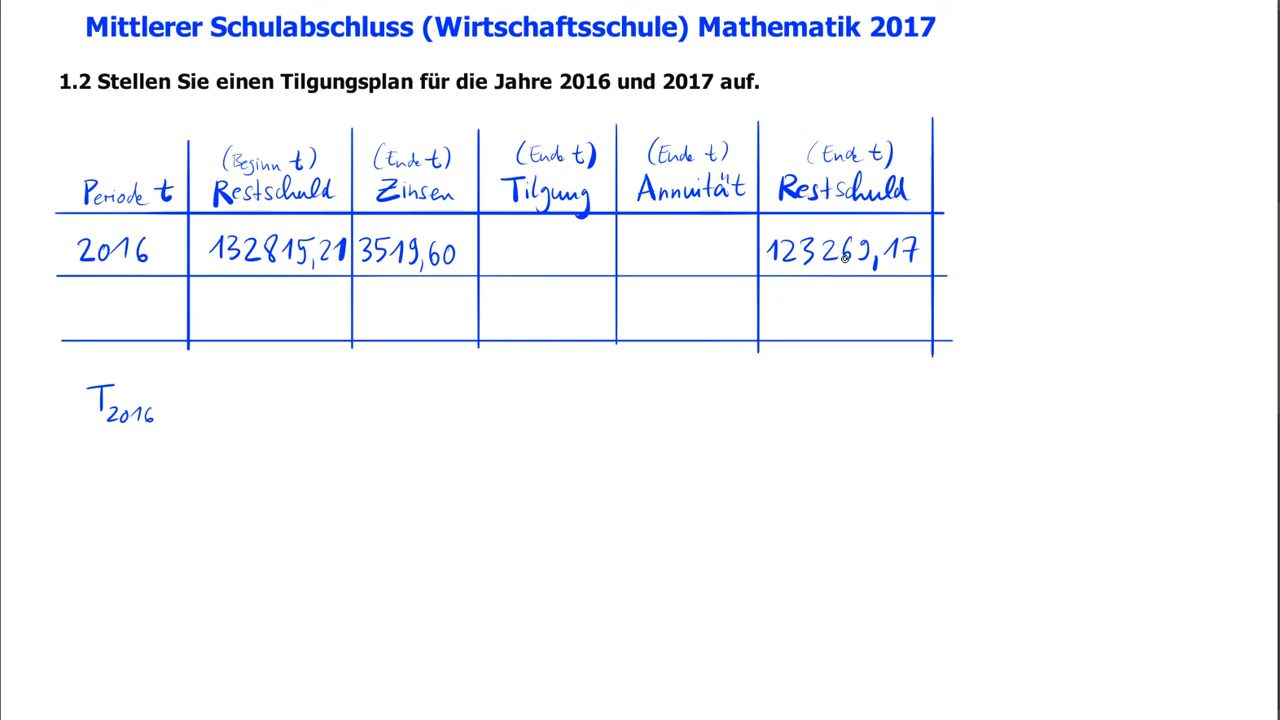 Mittlerer Schulabschluss (Wirtschaftsschule) Mathematik 2017
1.2 Stellen Sie einen Tilgungsplan für die Jahre 2016 und 2017 auf.
(Beginn t) (Ende t) (Ende t) (Ende t) (Ende t)
Periode t Restschuld Zinsen Tilgung Annuität Restschuld
2016 132815,21 3519,60 123269,17
T2016